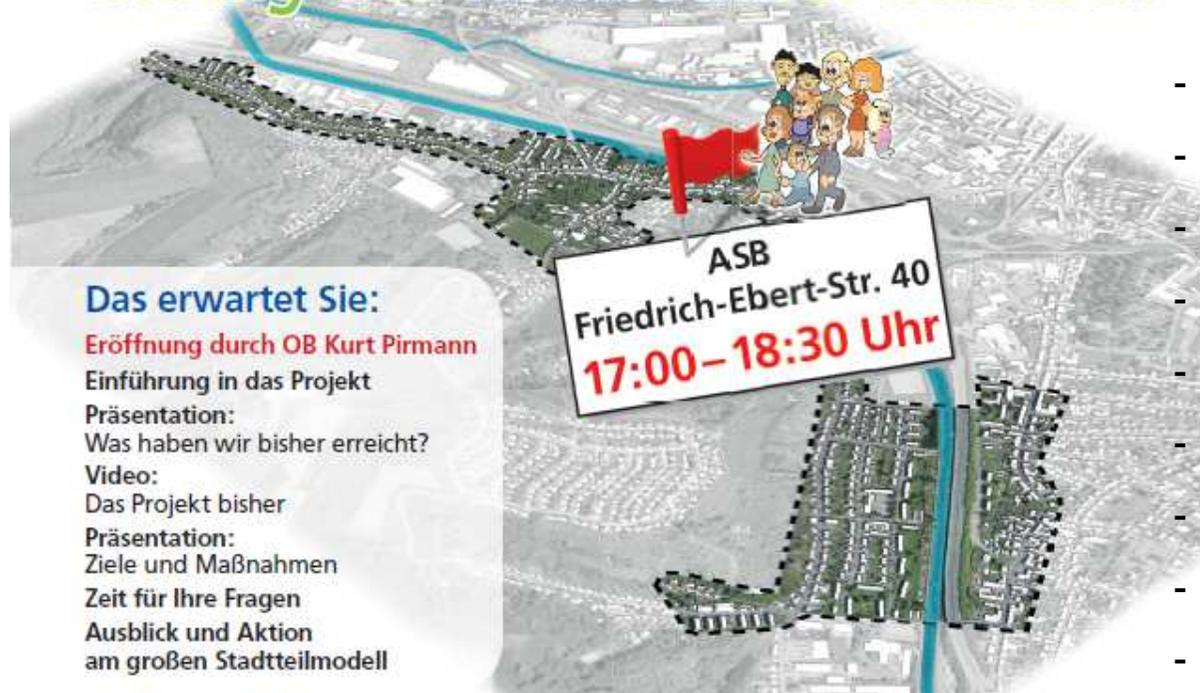 ASB
Friedrich-Ebert-Str. 40
17:00–18:30 Uhr
Das erwartet Sie:
Eröffnung durch OB Kurt Pirmann
Einführung in das Projekt
Präsentation:
Was haben wir bisher erreicht?
Video:
Das Projekt bisher
Präsentation:
Ziele und Maßnahmen
Zeit für Ihre Fragen
Ausblick und Aktion
am großen Stadtteilmodell
-
-
-
-
-
-
-
-
-